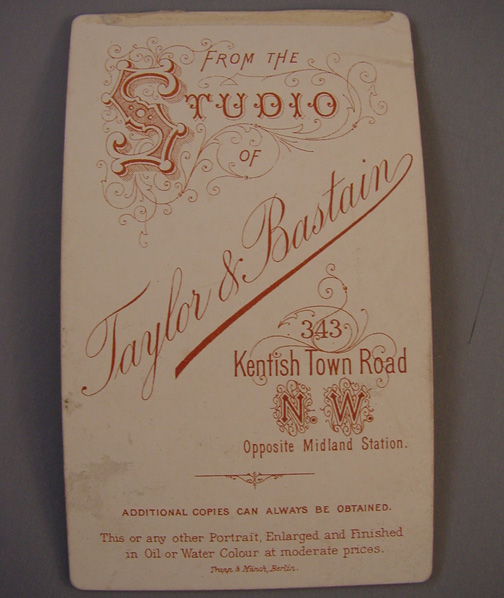 FROM THE
STUDIO
OF
Taylor & Bastain
343
Kentish Town Road
N. W.
Opposite Midland Station.
ADDITIONAL COPIES CAN ALWAYS BE OBTAINED.
This or any other Portrait, Enlarged and Finished
in Oil or Water Colour at moderate prices.
Trapp & Münch, Berlin.